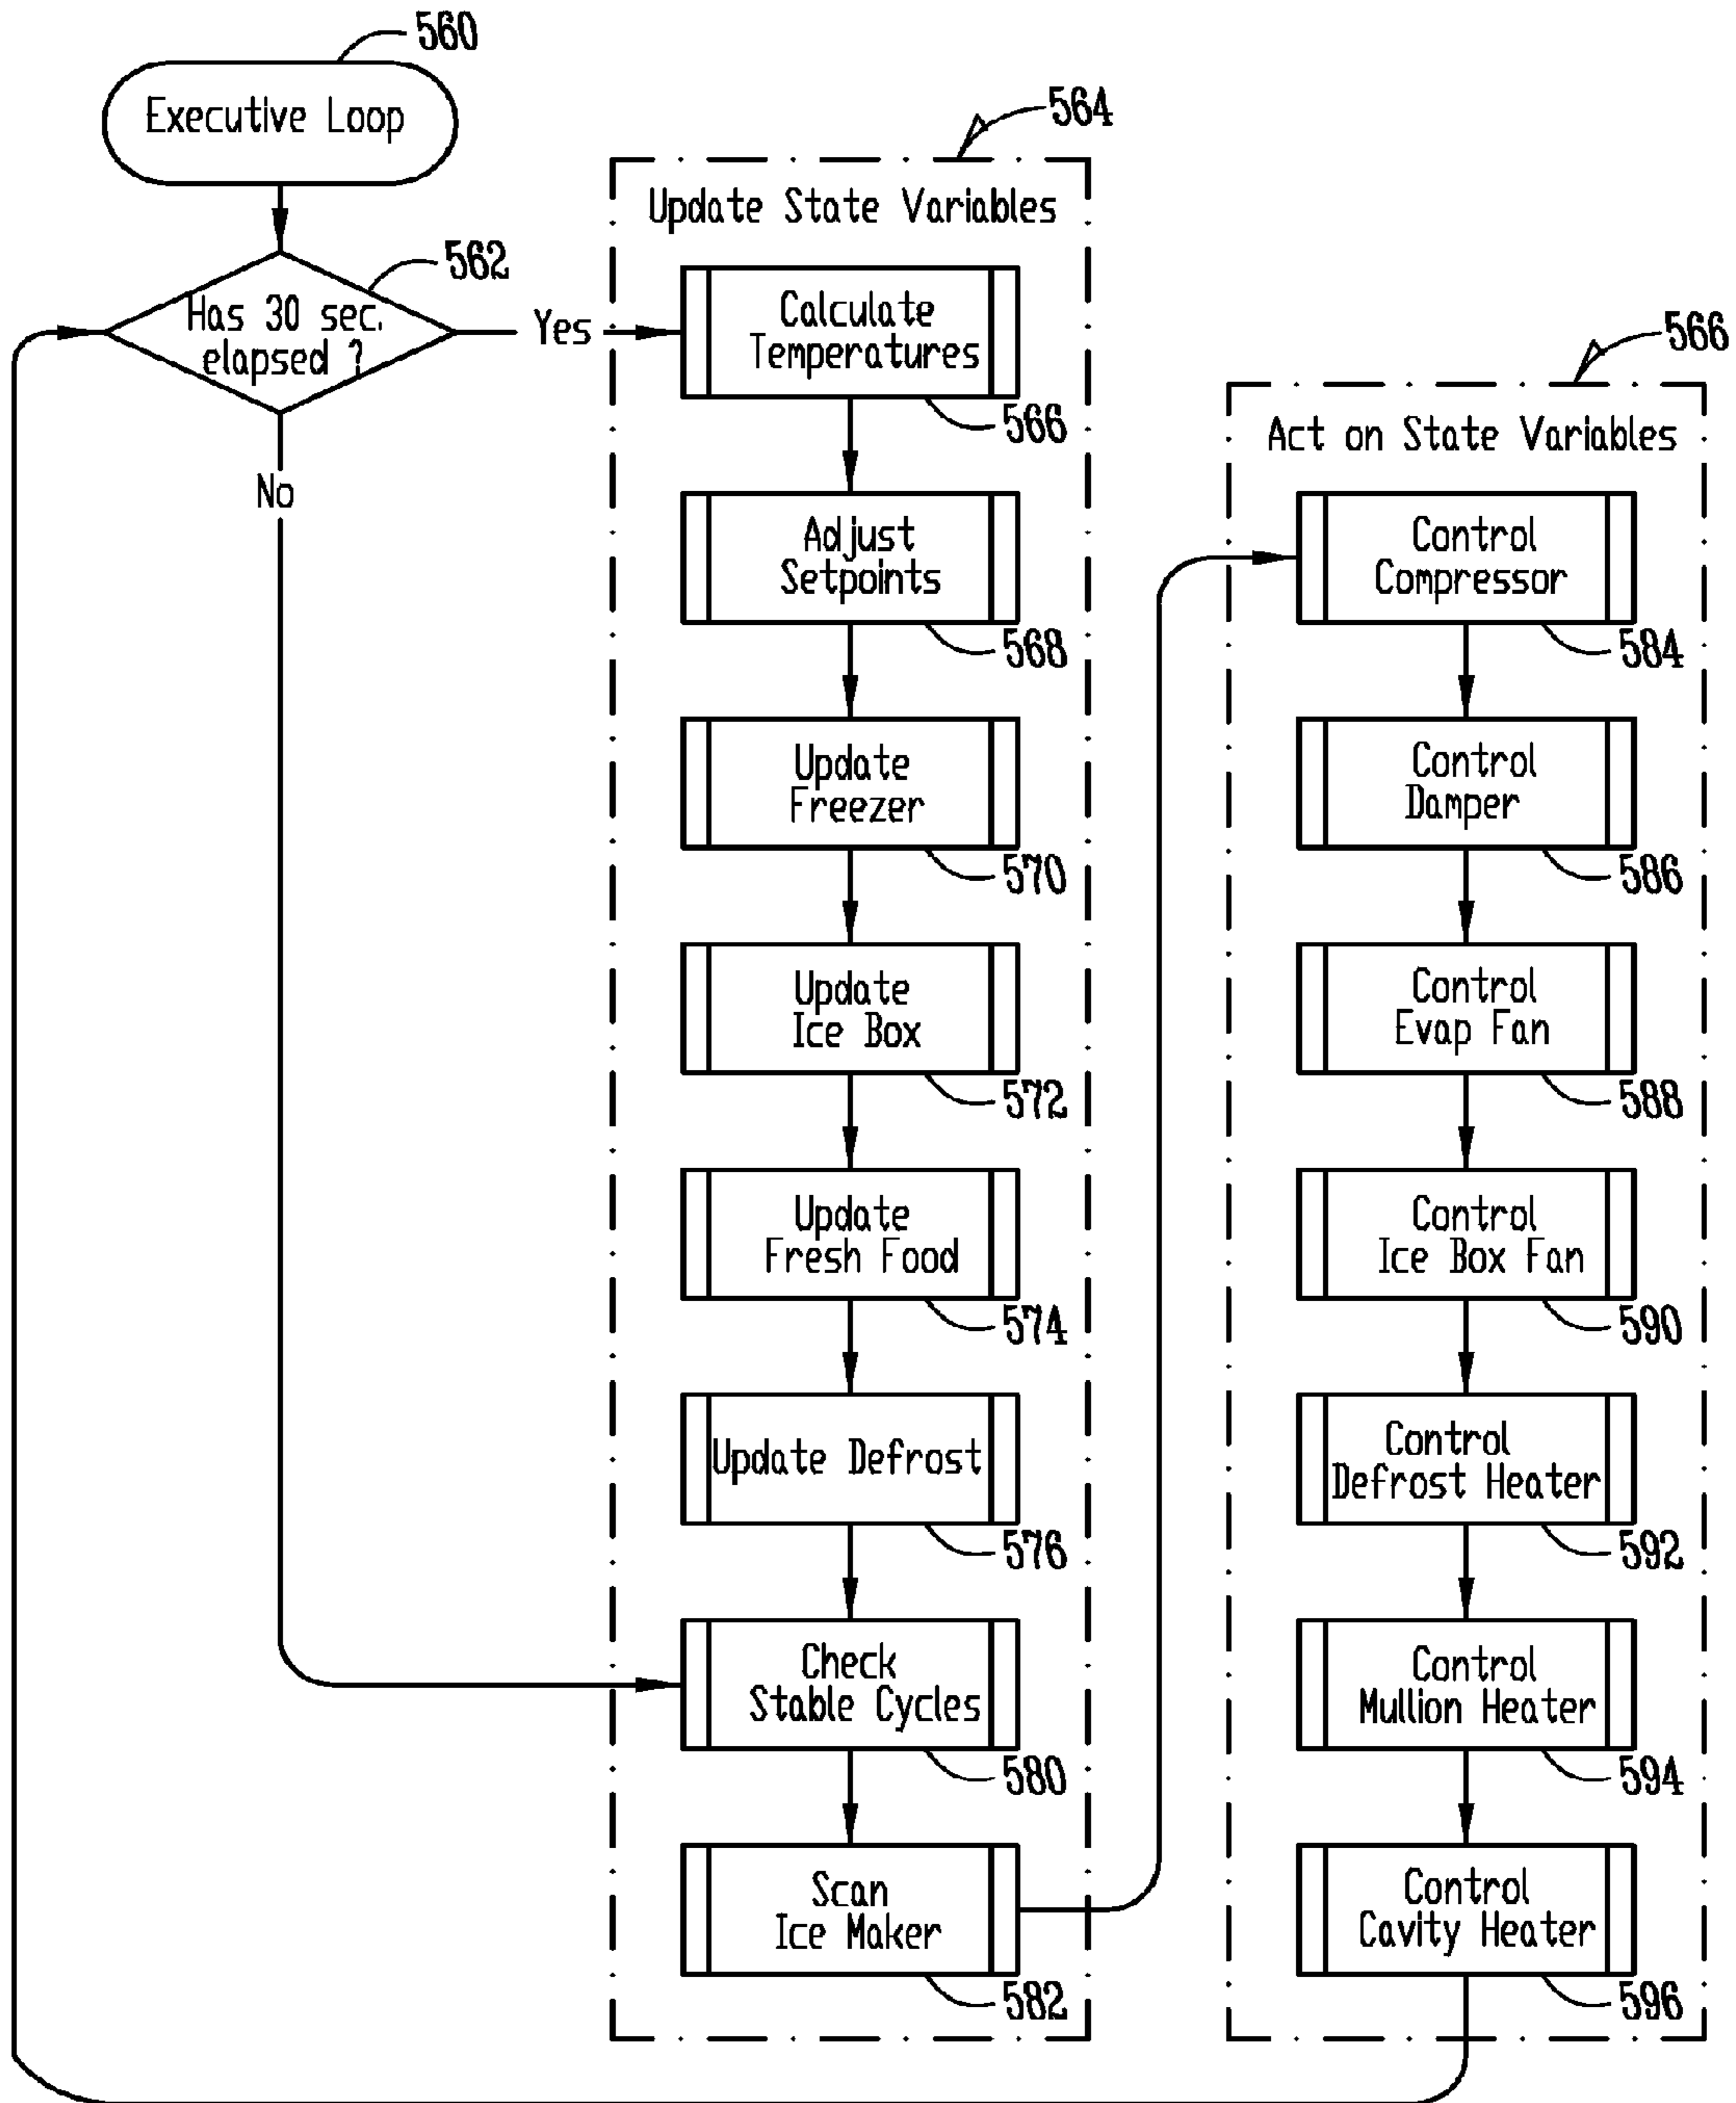 560
Executive Loop
562
Has 30 sec.
elapsed ?
Yes
No
564
Update State Variables
Calculate
Temperatures
566
Adjust
Setpoints
568
Update
Freezer
570
Update
Ice Box
572
Update
Fresh Food
574
Update Defrost
576
Check
Stable Cycles
580
Scan
Ice Maker
582
566
Act on State Variables
Control
Compressor
584
Control
Damper
586
Control
Evap Fan
588
Control
Ice Box Fan
590
Control
Defrost Heater
592
Control
Mullion Heater
594
Control
Cavity Heater
596